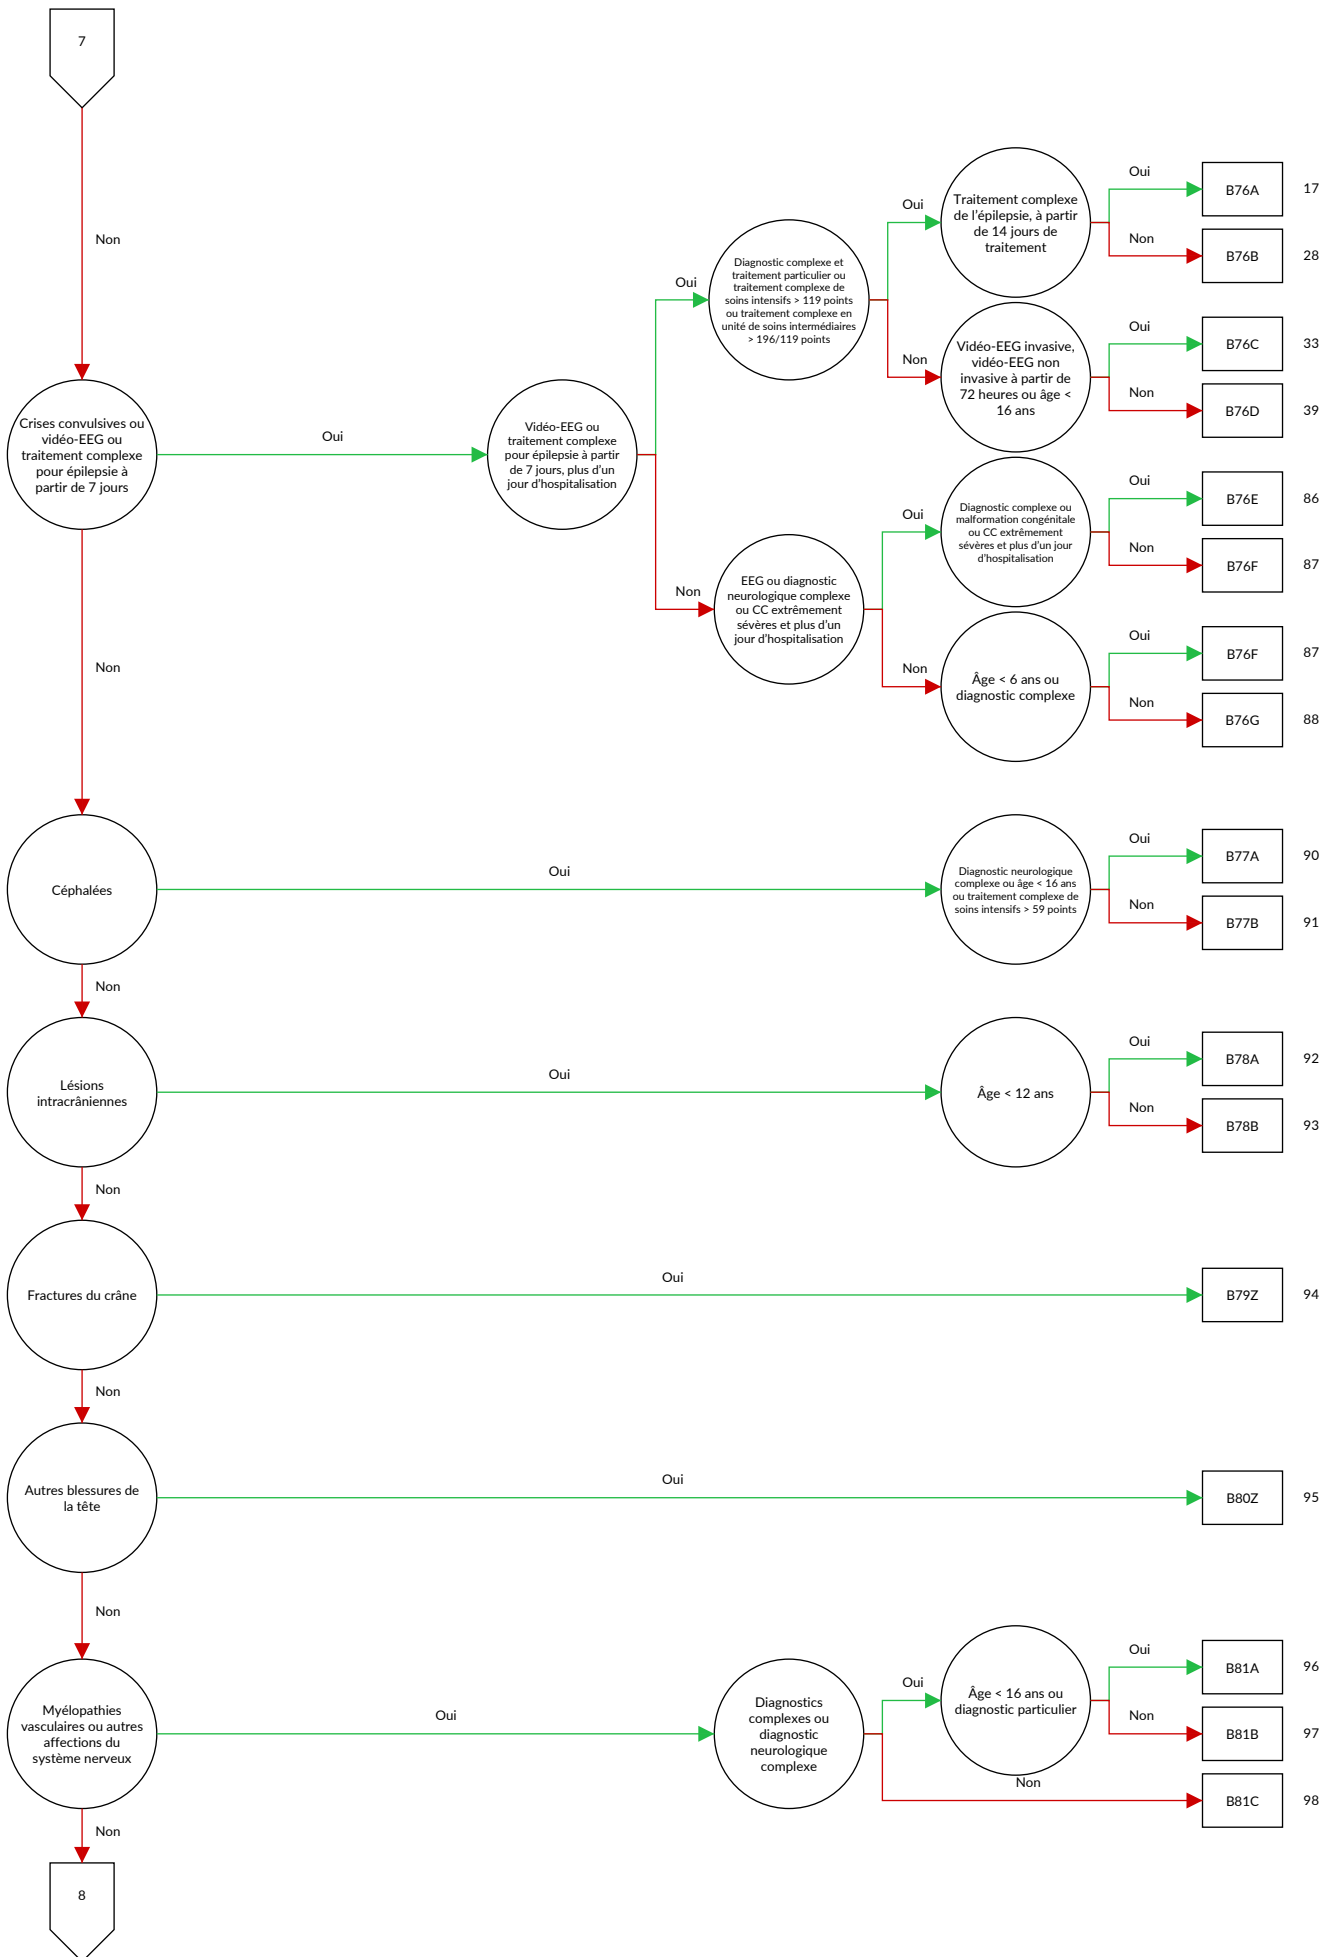 7
Non
Crises convulsives ou
vidéo-EEG ou
traitement complexe
pour épilepsie à
partir de 7 jours
Oui
Vidéo-EEG ou
traitement complexe
pour épilepsie à partir
de 7 jours, plus d'un
jour d'hospitalisation
Oui
Diagnostic complexe et
traitement particulier ou
traitement complexe de
soins intensifs > 119 points
ou traitement complexe en
unité de soins intermédiaires
> 196/119 points
Oui
Traitement complexe
de l'épilepsie, à partir
de 14 jours de
traitement
Oui
B76A
17
Non
B76B
28
Non
Vidéo-EEG invasive,
vidéo-EEG non
invasive à partir de
72 heures ou âge <
16 ans
Oui
B76C
33
Non
B76D
39
Non
EEG ou diagnostic
neurologique complexe
ou CC extrêmement
sévères et plus d'un
jour d'hospitalisation
Oui
Diagnostic complexe ou
malformation congénitale
ou CC extrêmement
sévères et plus d'un jour
d'hospitalisation
Oui
B76E
86
Non
B76F
87
Non
Âge < 6 ans ou
diagnostic complexe
Oui
B76F
87
Non
B76G
88
Non
Céphalées
Oui
Diagnostic neurologique
complexe ou âge < 16 ans
ou traitement complexe de
soins intensifs > 59 points
Oui
B77A
90
Non
B77B
91
Non
Lésions
intracrâniennes
Oui
Âge < 12 ans
Oui
B78A
92
Non
B78B
93
Non
Fractures du crâne
Oui
B79Z
94
Non
Autres blessures de
la tête
Oui
B80Z
95
Non
Myélopathies
vasculaires ou autres
affections du
système nerveux
Oui
Diagnostics
complexes ou
diagnostic
neurologique
complexe
Oui
Âge < 16 ans ou
diagnostic particulier
Oui
B81A
96
Non
B81B
97
Non
B81C
98
Non
8